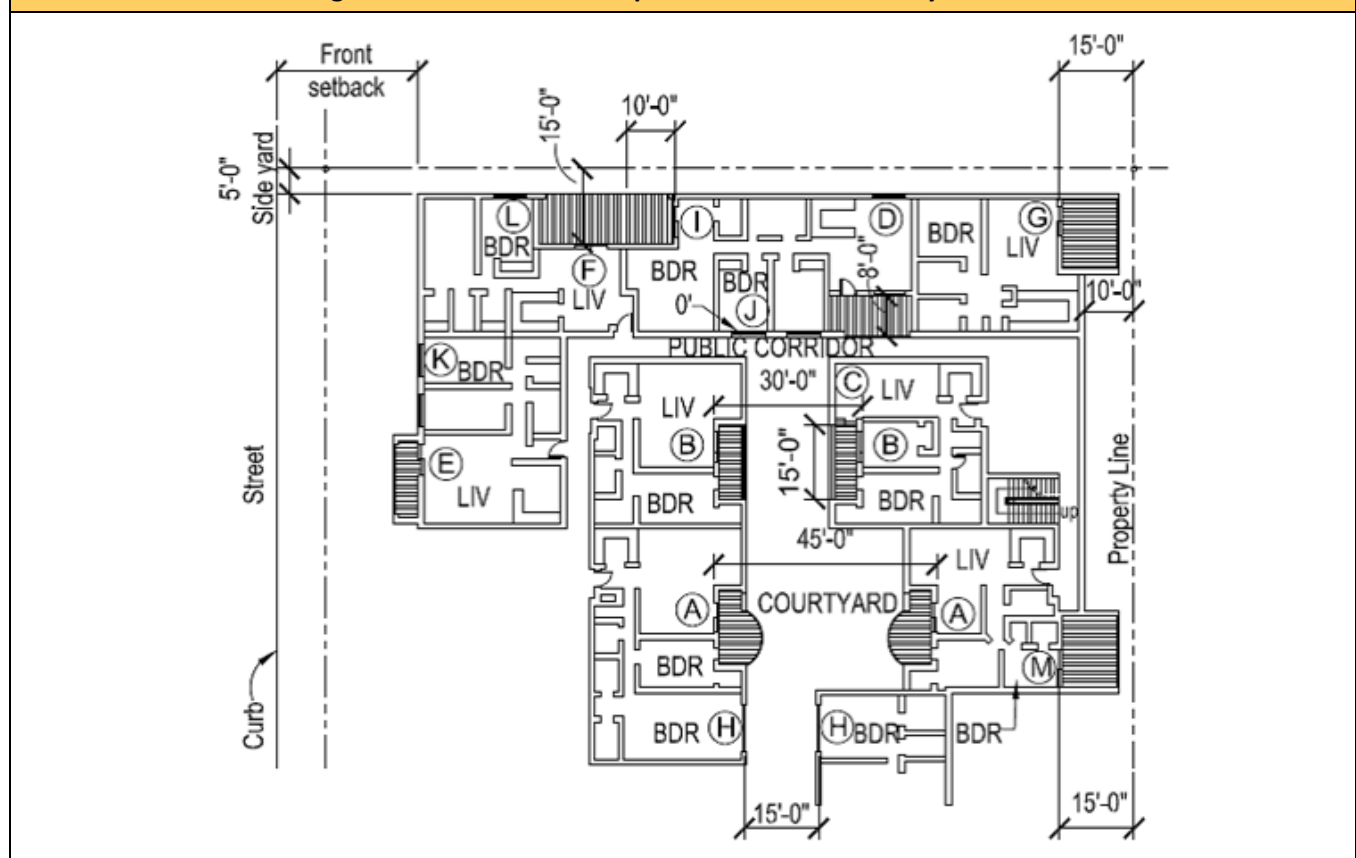 Front
setback
15'-0"
10'-0"
15'-0"
5'-0"
Side yard
L
BDR
F
LIV
I
BDR
BDR
J
0'
D
8'-0"
BDR
G
LIV
10'-0"
PUBLIC CORRIDOR
K
BDR
30'-0"
C
LIV
LIV
B
B
15'-0"
BDR
BDR
E
LIV
Street
up
Property Line
45'-0"
LIV
A
COURTYARD
A
BDR
M
Curb
BDR
H
H
BDR
BDR
15'-0"
15'-0"